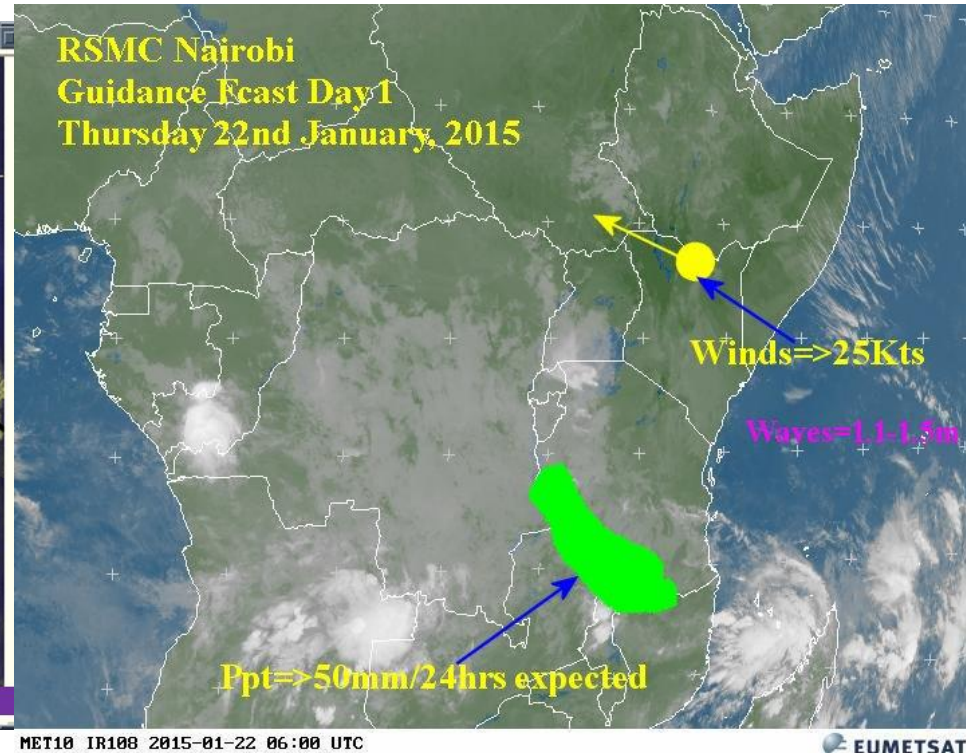 RSMC Nairobi
Guidance Fcast Day 1
Thursday 22nd January, 2015
Winds=>25Kts
Waves=1.1-1.5m
Ppt=>50mm/24hrs expected
MET10 IR108 2015-01-22 06:00 UTC
EUMETSAT